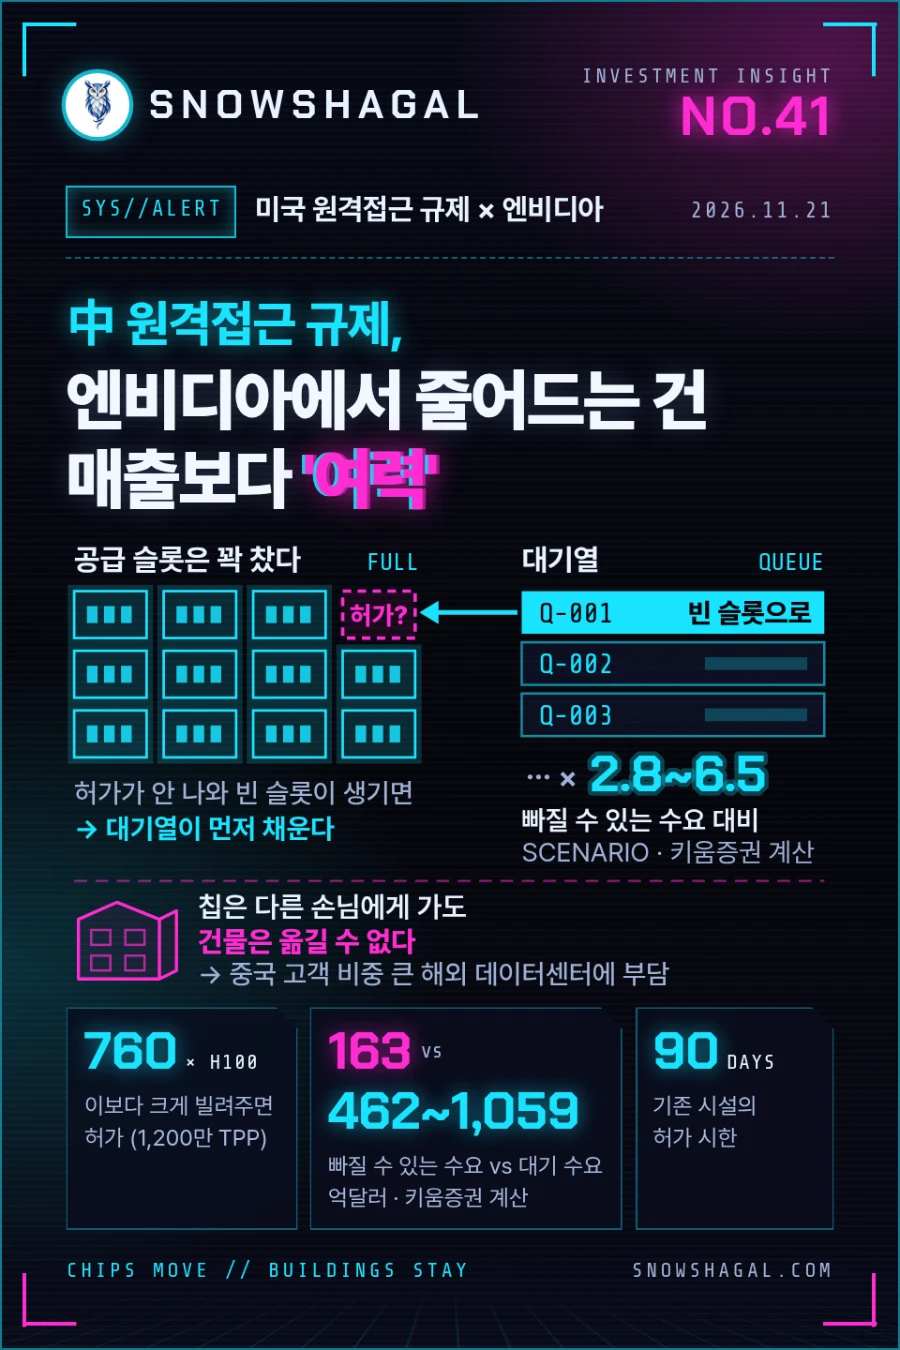 SNOWSHAGAL
INVESTMENT INSIGHT
NO.41
SYS//ALERT
미국 원격접근 규제 × 엔비디아
2026.11.21
中 원격접근 규제,
엔비디아에서 줄어드는 건
매출보다 '여력'
공급 슬롯은 꽉 찼다
FULL
허가?
대기열
QUEUE
Q-001
빈 슬롯으로
Q-002
Q-003
허가가 안 나와 빈 슬롯이 생기면
→ 대기열이 먼저 채운다
··· × 2.8~6.5
빠질 수 있는 수요 대비
SCENARIO · 키움증권 계산
칩은 다른 손님에게 가도
건물은 옮길 수 없다
→ 중국 고객 비중 큰 해외 데이터센터에 부담
760 × H100
이보다 크게 빌려주면
허가 (1,200만 TPP)
163 VS
462~1,059
빠질 수 있는 수요 vs 대기 수요
억달러 · 키움증권 계산
90 DAYS
기존 시설의
허가 시한
CHIPS MOVE // BUILDINGS STAY
SNOWSHAGAL.COM